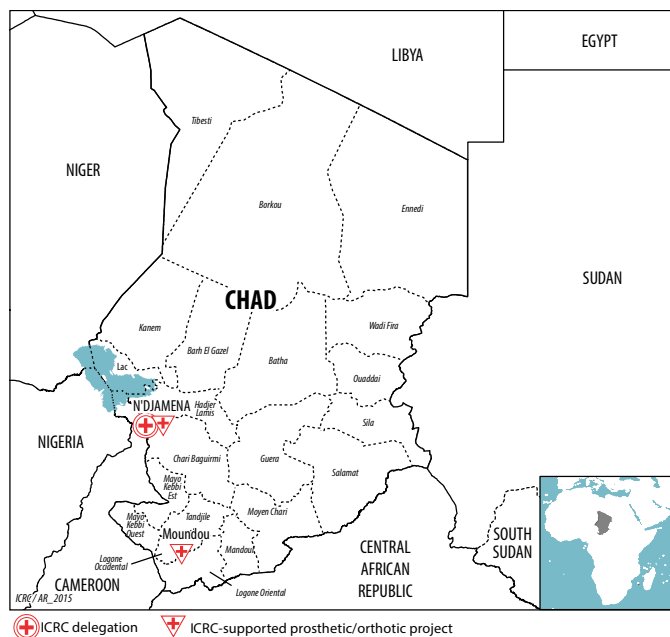 LIBYA
EGYPT
Tibesti
NIGER
Borkou
Ennedi
SUDAN
CHAD
Kanem
Wadi Fira
Barh El Gazel
Batha
Lac
Ouaddai
N'DJAMENA
Hadjer
Lamis
Sila
NIGERIA
Chari Baguirmi
Guera
Salamat
Mayo
Kebbi
Est
Moyen Chari
Tandjile
Mayo
Kebbi
Ouest
Moundou
Mandoul
Logone
Occidental
CENTRAL
AFRICAN
REPUBLIC
SOUTH
SUDAN
CAMEROON
Logone Oriental
ICRC / AR_2015
ICRC delegation
ICRC-supported prosthetic/orthotic project